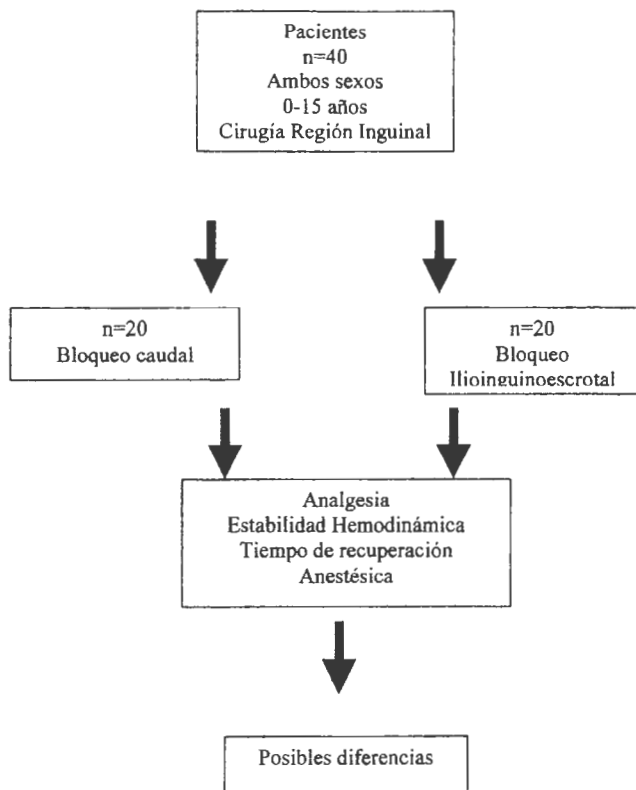 Pacientes
n=40
Ambos sexos
0-15 años
Cirugía Región Inguinal
n=20
Bloqueo caudal
n=20
Bloqueo
Ilioinguinoescrotal
Analgesia
Estabilidad Hemodinámica
Tiempo de recuperación
Anestésica
Posibles diferencias